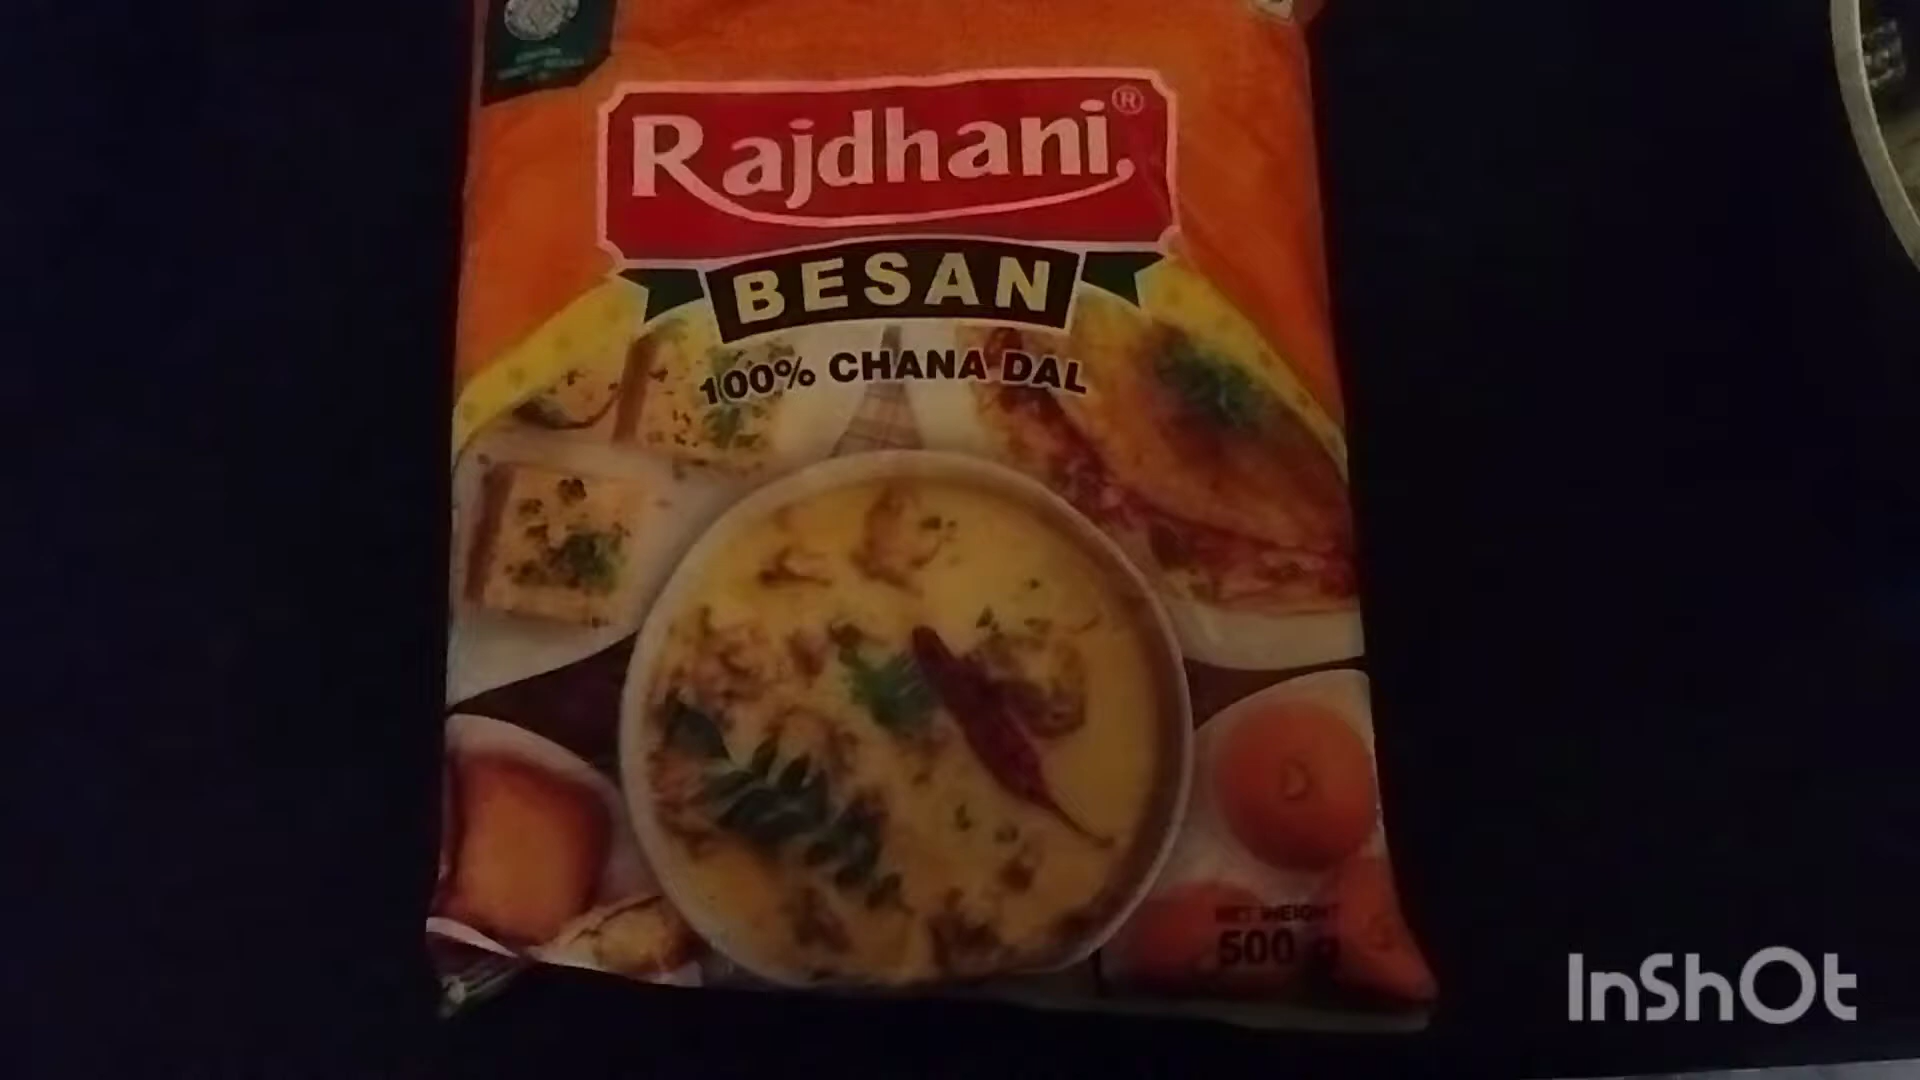 Rajdhani®
BESAN
100% CHANA DAL
NET WEIGHT
500 g
InShOt